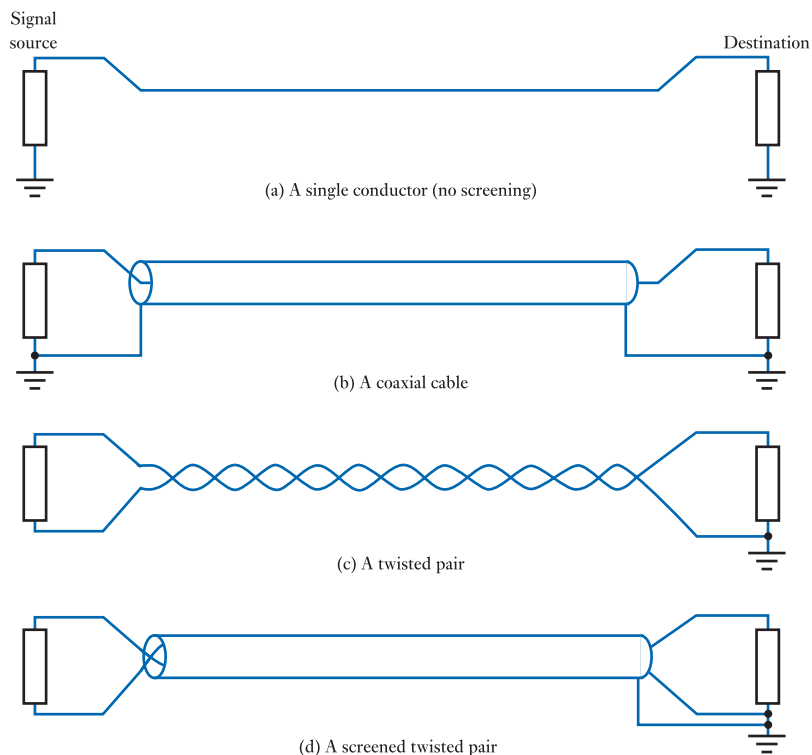 Signal
source
Destination
(a) A single conductor (no screening)
(b) A coaxial cable
(c) A twisted pair
(d) A screened twisted pair